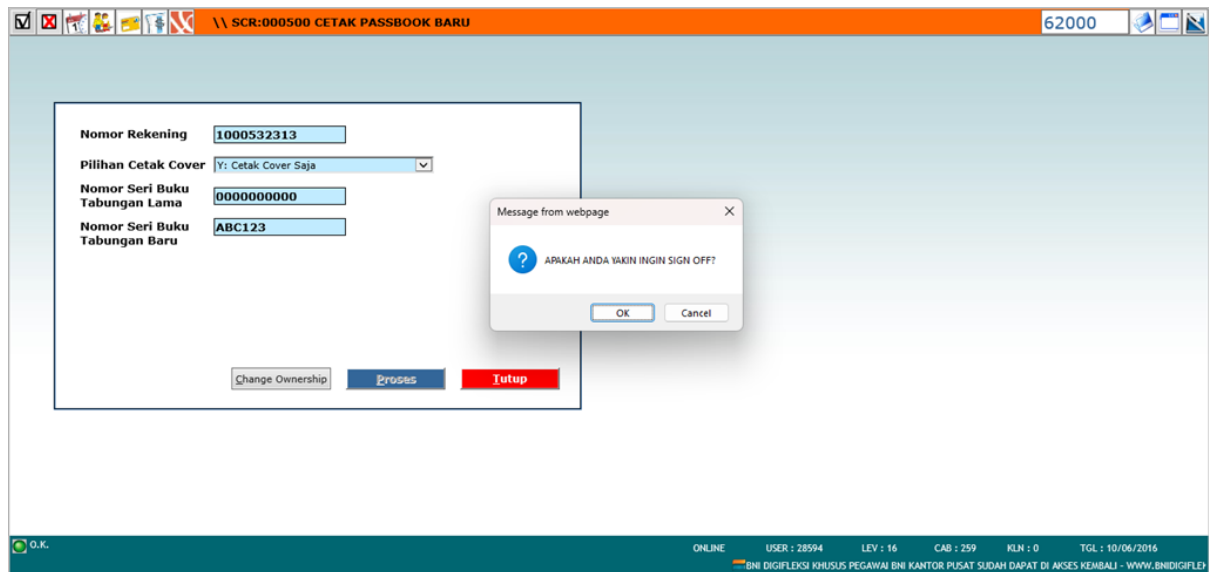 \\ SCR:000500 CETAK PASSBOOK BARU
62000
Nomor Rekening 1000532313
Pilihan Cetak Cover Y: Cetak Cover Saja
Nomor Seri Buku
Tabungan Lama 0000000000
Nomor Seri Buku
Tabungan Baru ABC123
Message from webpage
APAKAH ANDA YAKIN INGIN SIGN OFF?
OK Cancel
Change Ownership Proses Tutup
O.K. ONLINE USER : 28594 LEV : 16 CAB : 259 KLN : 0 TGL : 10/06/2016
BNI DIGIFLEKSI KHUSUS PEGAWAI BNI KANTOR PUSAT SUDAH DAPAT DI AKSES KEMBALI - WWW.BNIDIGIFLEK